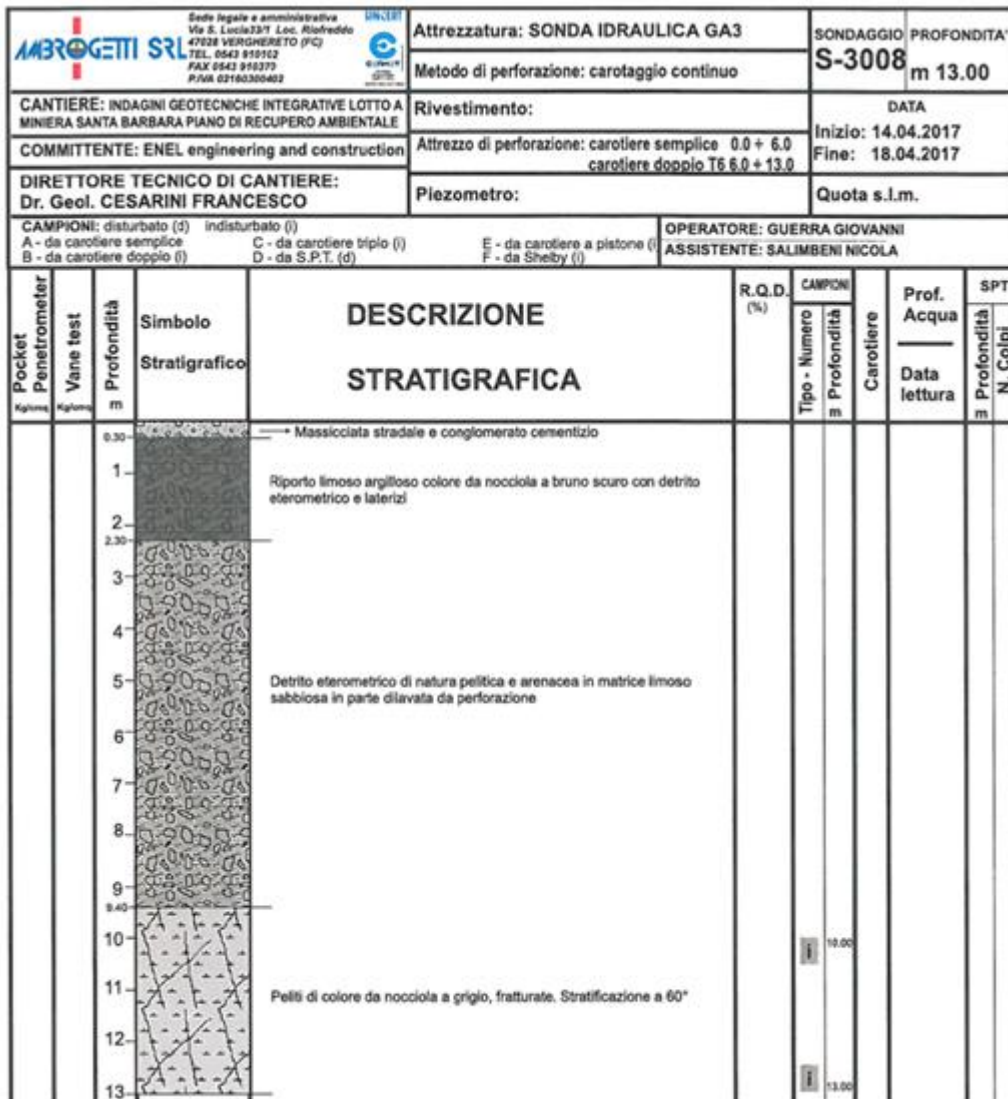 AMBROGETTI SRL
Sede legale e amministrativa
Via S. Lucia33/1 Loc. Riofreddo
47028 VERGHERETO (FC)
TEL. 0543 910102
FAX 0543 910370
P.IVA 02160300402
Attrezzatura: SONDA IDRAULICA GA3
Metodo di perforazione: carotaggio continuo
SONDAGGIO
S-3008
PROFONDITA'
m 13.00
CANTIERE: INDAGINI GEOTECNICHE INTEGRATIVE LOTTO A
MINIERA SANTA BARBARA PIANO DI RECUPERO AMBIENTALE
Rivestimento:
DATA
Inizio: 14.04.2017
Fine: 18.04.2017
COMMITTENTE: ENEL engineering and construction
Attrezzo di perforazione: carotiere semplice 0.0 ÷ 6.0
carotiere doppio T6 6.0 ÷ 13.0
DIRETTORE TECNICO DI CANTIERE:
Dr. Geol. CESARINI FRANCESCO
Piezometro:
Quota s.l.m.
CAMPIONI: disturbato (d) indisturbato (i)
A - da carotiere semplice C - da carotiere triplo (i) E - da carotiere a pistone (i
B - da carotiere doppio (i) D - da S.P.T. (d) F - da Shelby (i)
OPERATORE: GUERRA GIOVANNI
ASSISTENTE: SALIMBENI NICOLA
Pocket
Penetrometer
Vane test
Profondità
m
Simbolo
Stratigrafico
DESCRIZIONE
STRATIGRAFICA
R.Q.D.
(%)
CAMPIONI
Tipo - Numero
m Profondità
Carotiere
Prof.
Acqua
Data
lettura
SPT
m Profondità
N. Colpi
0.30
Massicciata stradale e conglomerato cementizio
1
Riporto limoso argilloso colore da nocciola a bruno scuro con detrito
eterometrico e laterizi
2
2.30
3
4
5
Detrito eterometrico di natura pelitica e arenacea in matrice limoso
sabbiosa in parte dilavata da perforazione
6
7
8
9
9.40
10
10.00
11
Peliti di colore da nocciola a grigio, fratturate. Stratificazione a 60°
12
13
13.00